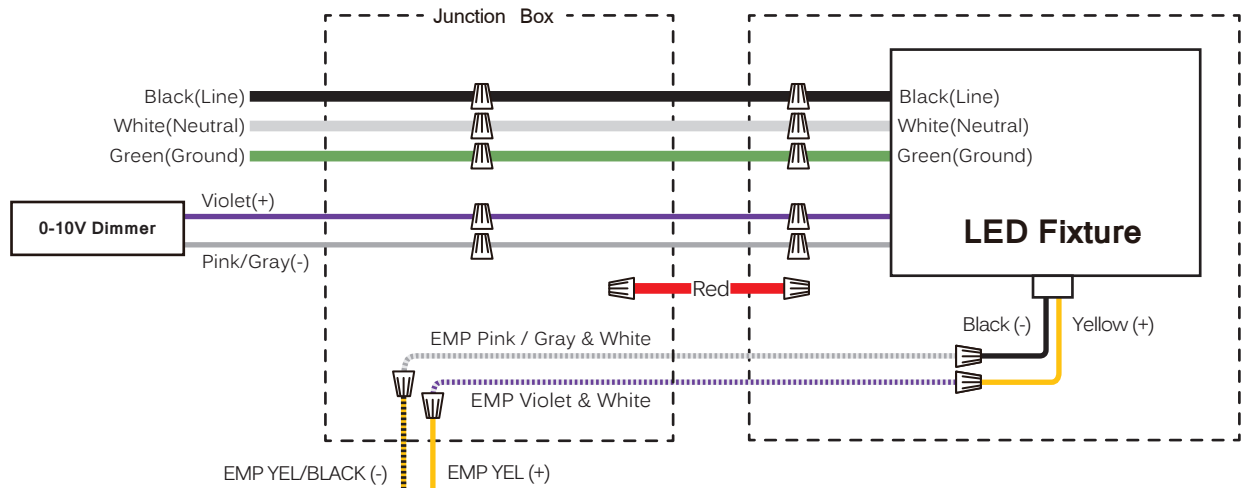 Junction Box
Black(Line)
Black(Line)
White(Neutral)
White(Neutral)
Green(Ground)
Green(Ground)
Violet(+)
0-10V Dimmer
LED Fixture
Pink/Gray(-)
Red
Black (-)
Yellow (+)
EMP Pink / Gray & White
EMP Violet & White
EMP YEL/BLACK (-)
EMP YEL (+)